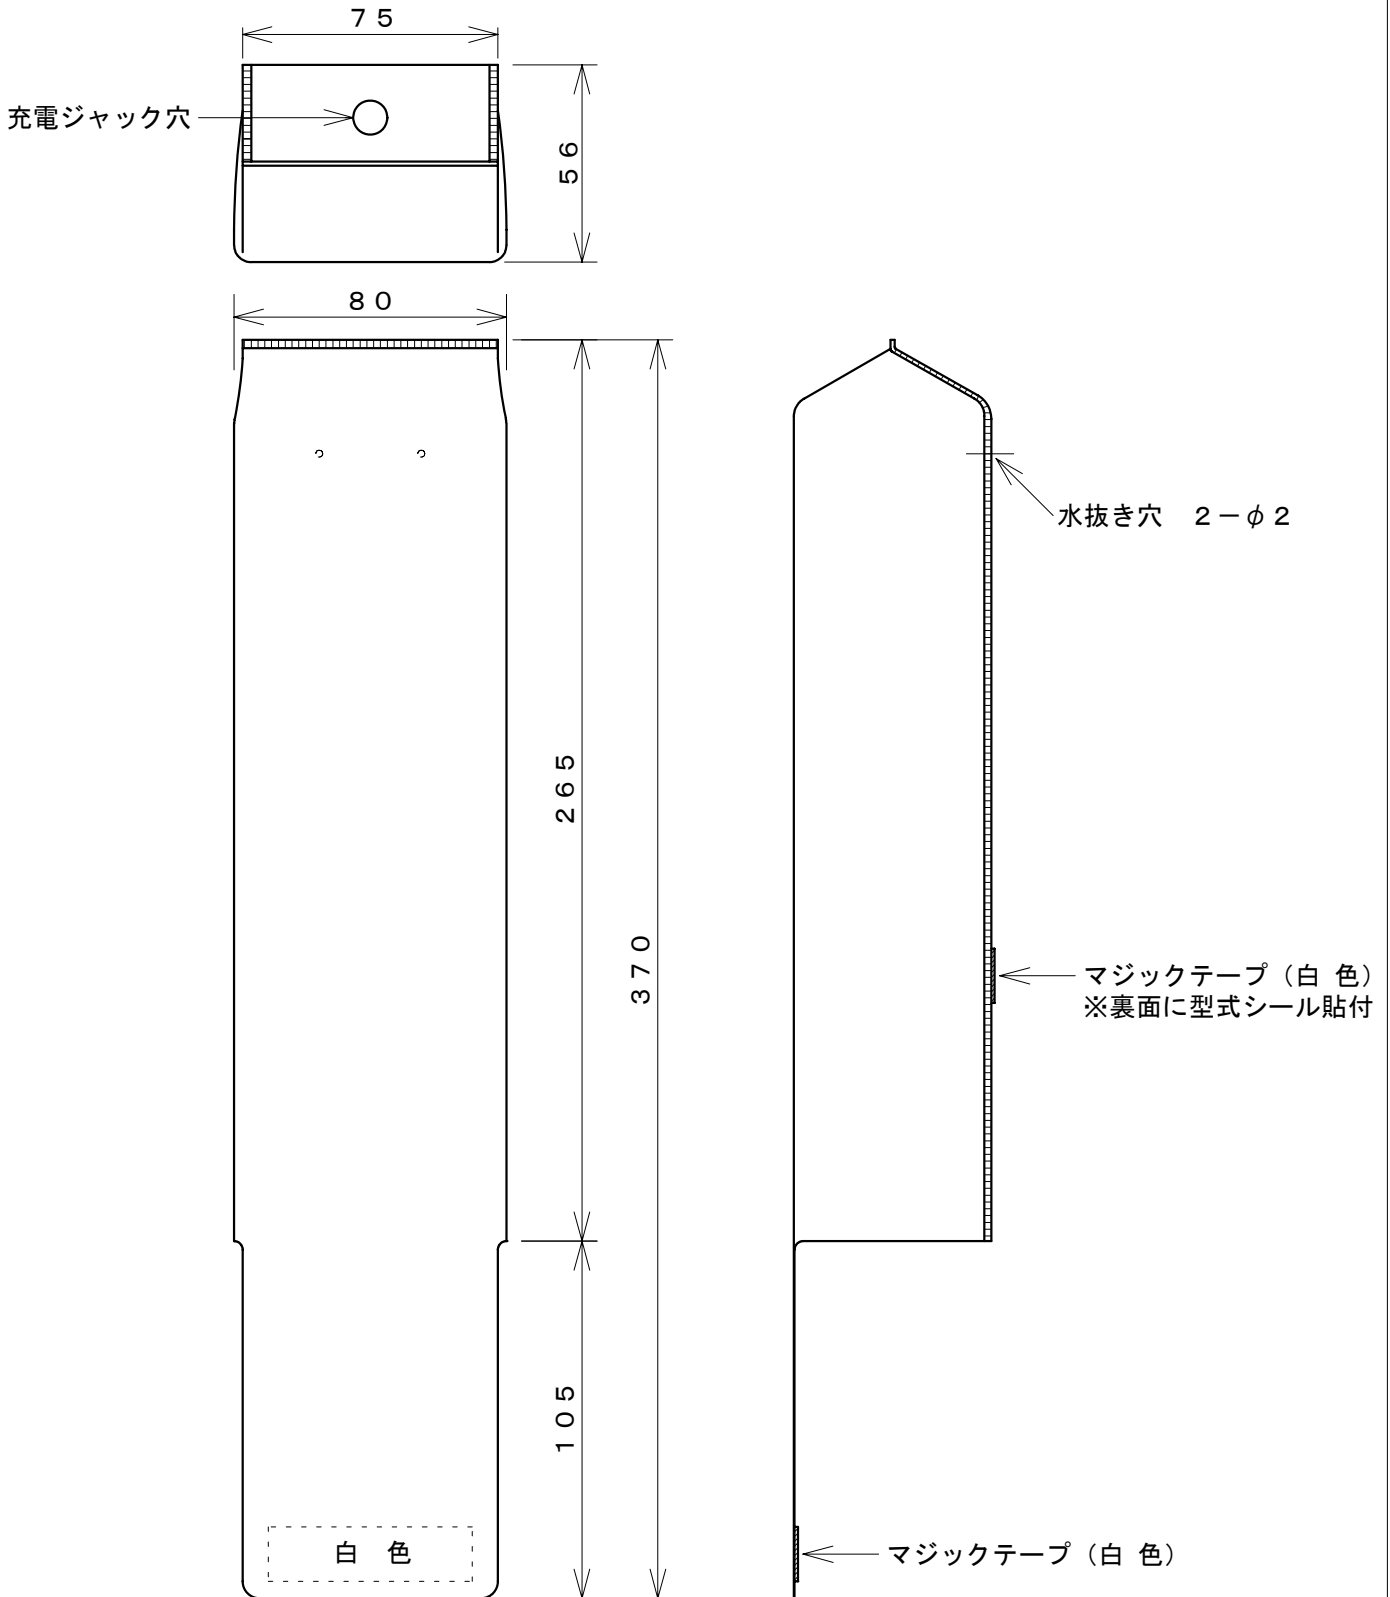 ７５
充電ジャック穴
５６
８０
水抜き穴　２－φ２
２６５
３７０
マジックテープ（白 色）
※裏面に型式シール貼付
１０５
白　色
マジックテープ（白 色）